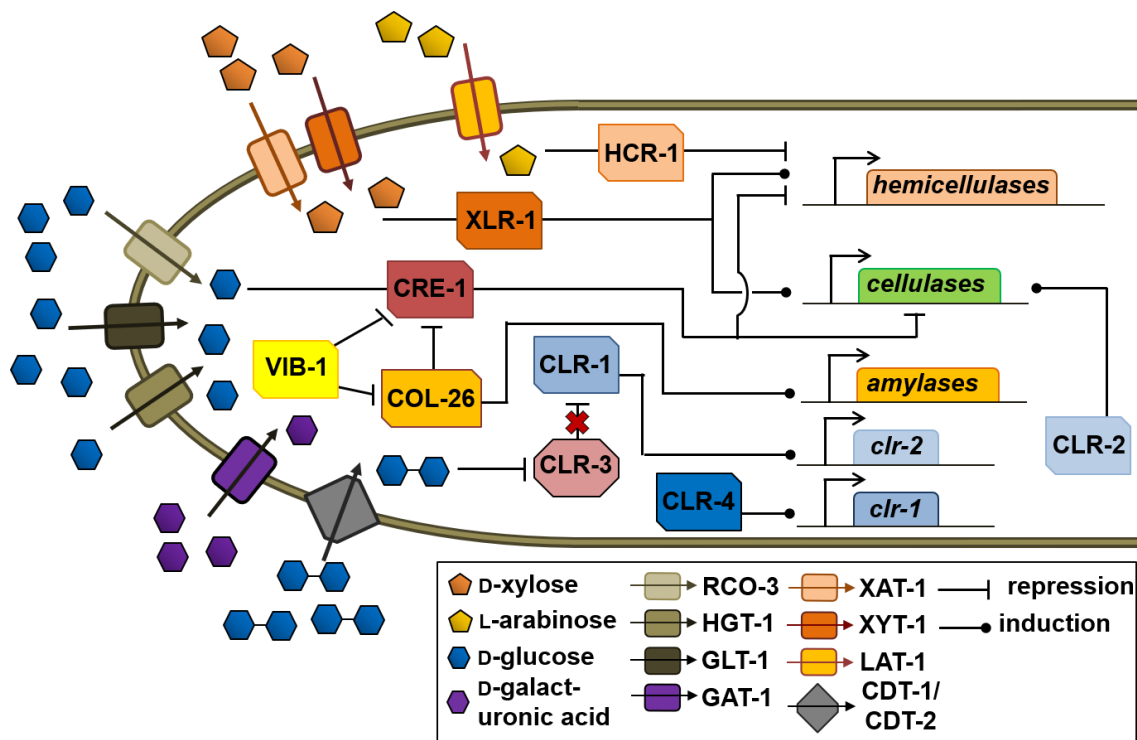 HCR-1
hemicellulases
XLR-1
CRE-1
cellulases
VIB-1
COL-26
CLR-1
amylases
CLR-3
clr-2
CLR-2
CLR-4
clr-1
D-xylose
L-arabinose
D-glucose
D-galact-
uronic acid
RCO-3
HGT-1
GLT-1
GAT-1
XAT-1
XYT-1
LAT-1
CDT-1/
CDT-2
repression
induction